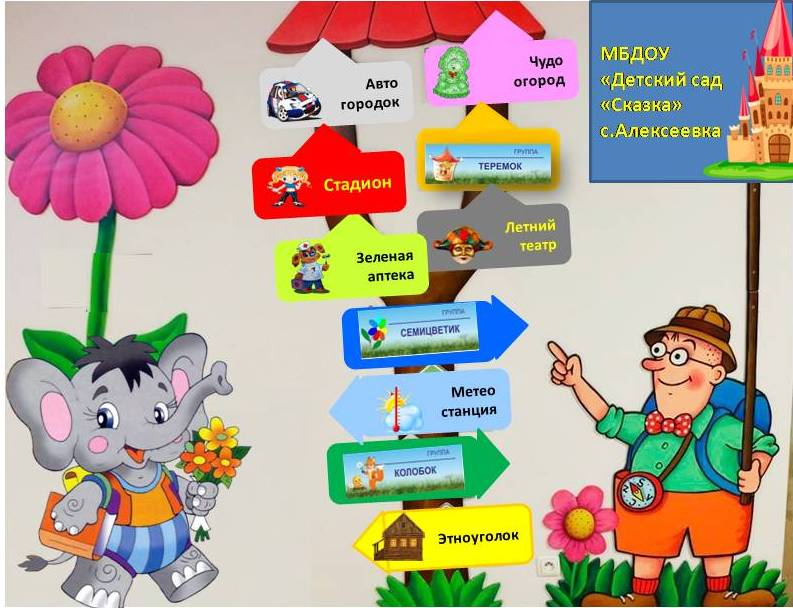 МБДОУ
«Детский сад
«Сказка»
с.Алексеевка
Чудо
огород
Авто
городок
ГРУППА
ТЕРЕМОК
Стадион
Летний
театр
Зеленая
аптека
ГРУППА
СЕМИЦВЕТИК
Метео
станция
ГРУППА
КОЛОБОК
Этноуголок